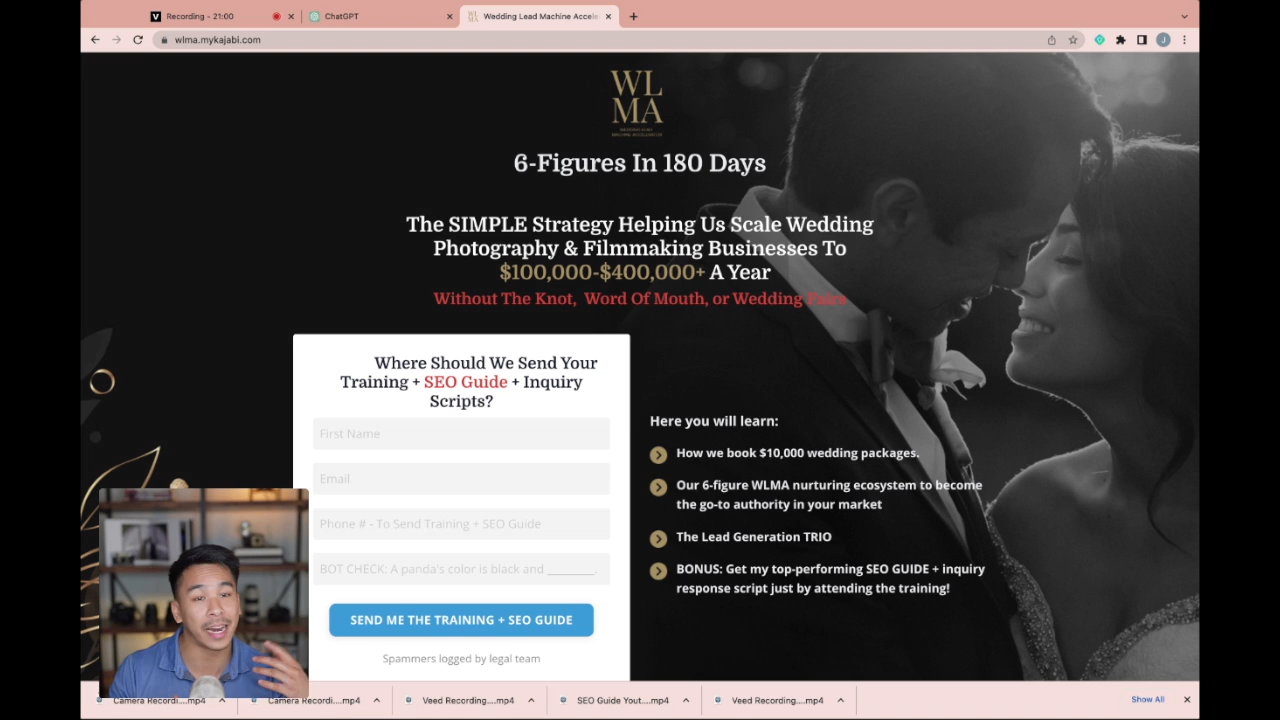 Recording - 21:00
ChatGPT
Wedding Lead Machine Accele
wlma.mykajabi.com
J
WL
MA
WEDDING LEAD
MACHINE ACCELERATOR
6-Figures In 180 Days
The SIMPLE Strategy Helping Us Scale Wedding
Photography & Filmmaking Businesses To
$100,000-$400,000+ A Year
Without The Knot, Word Of Mouth, or Wedding Fairs
Where Should We Send Your
Training + SEO Guide + Inquiry
Scripts?
First Name
Email
Phone # - To Send Training + SEO Guide
BOT CHECK: A panda's color is black and ________.
SEND ME THE TRAINING + SEO GUIDE
Spammers logged by legal team
Here you will learn:
How we book $10,000 wedding packages.
Our 6-figure WLMA nurturing ecosystem to become
the go-to authority in your market
The Lead Generation TRIO
BONUS: Get my top-performing SEO GUIDE + inquiry
response script just by attending the training!
Camera Recordi....mp4
Camera Recordi....mp4
Veed Recording....mp4
SEO Guide Yout....mp4
Veed Recording....mp4
Show All